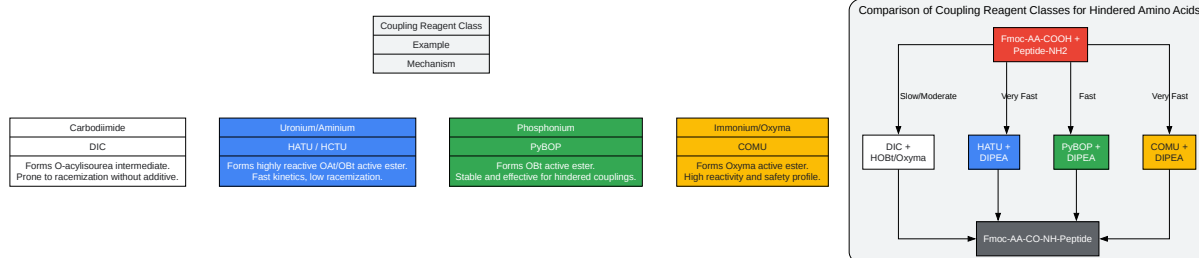 Coupling Reagent Class
Example
Mechanism
Carbodiimide
DIC
Forms O-acylisourea intermediate.
Prone to racemization without additive.
Uronium/Aminium
HATU / HCTU
Forms highly reactive OAt/OBt active ester.
Fast kinetics, low racemization.
Phosphonium
PyBOP
Forms OBt active ester.
Stable and effective for hindered couplings.
Immonium/Oxyma
COMU
Forms Oxyma active ester.
High reactivity and safety profile.
Comparison of Coupling Reagent Classes for Hindered Amino Acids
Fmoc-AA-COOH +
Peptide-NH2
Slow/Moderate
Very Fast
Fast
Very Fast
DIC +
HOBt/Oxyma
HATU +
DIPEA
PyBOP +
DIPEA
COMU +
DIPEA
Fmoc-AA-CO-NH-Peptide